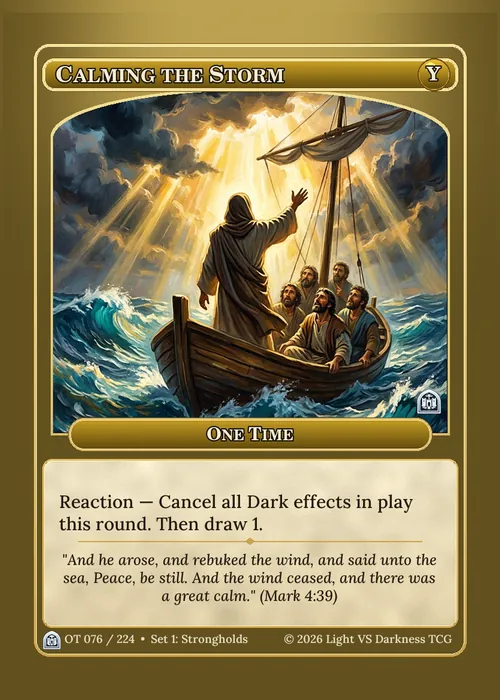 Calming the Storm
Y
One Time
Reaction — Cancel all Dark effects in play
this round. Then draw 1.
"And he arose, and rebuked the wind, and said unto the
sea, Peace, be still. And the wind ceased, and there was
a great calm." (Mark 4:39)
OT 076 / 224 • Set 1: Strongholds © 2026 Light VS Darkness TCG